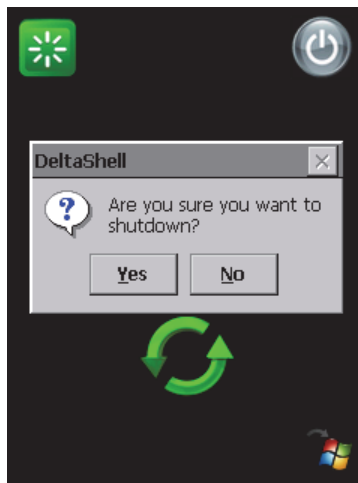 DeltaShell
Are you sure you want to
shutdown?
Yes
No